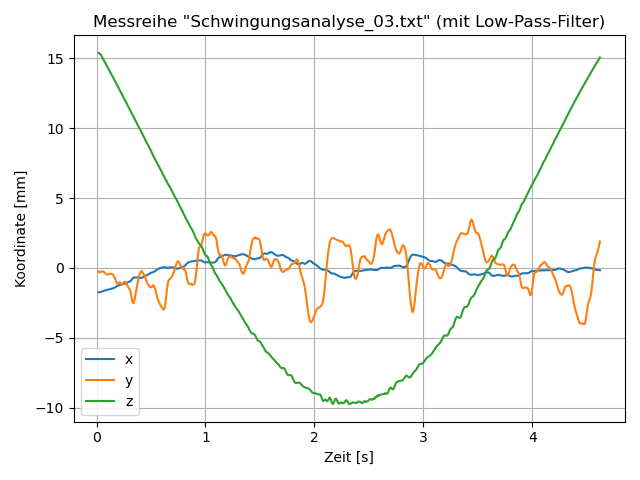 Messreihe "Schwingungsanalyse_03.txt" (mit Low-Pass-Filter)
15
10
5
0
−5
−10
Koordinate [mm]
x
y
z
0 1 2 3 4
Zeit [s]